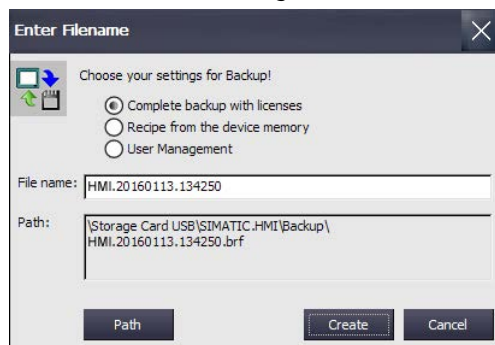 Enter Filename
Choose your settings for Backup!
Complete backup with licenses
Recipe from the device memory
User Management
File name: HMI.20160113.134250
Path: \Storage Card USB\SIMATIC.HMI\Backup\
HMI.20160113.134250.brf
Path Create Cancel